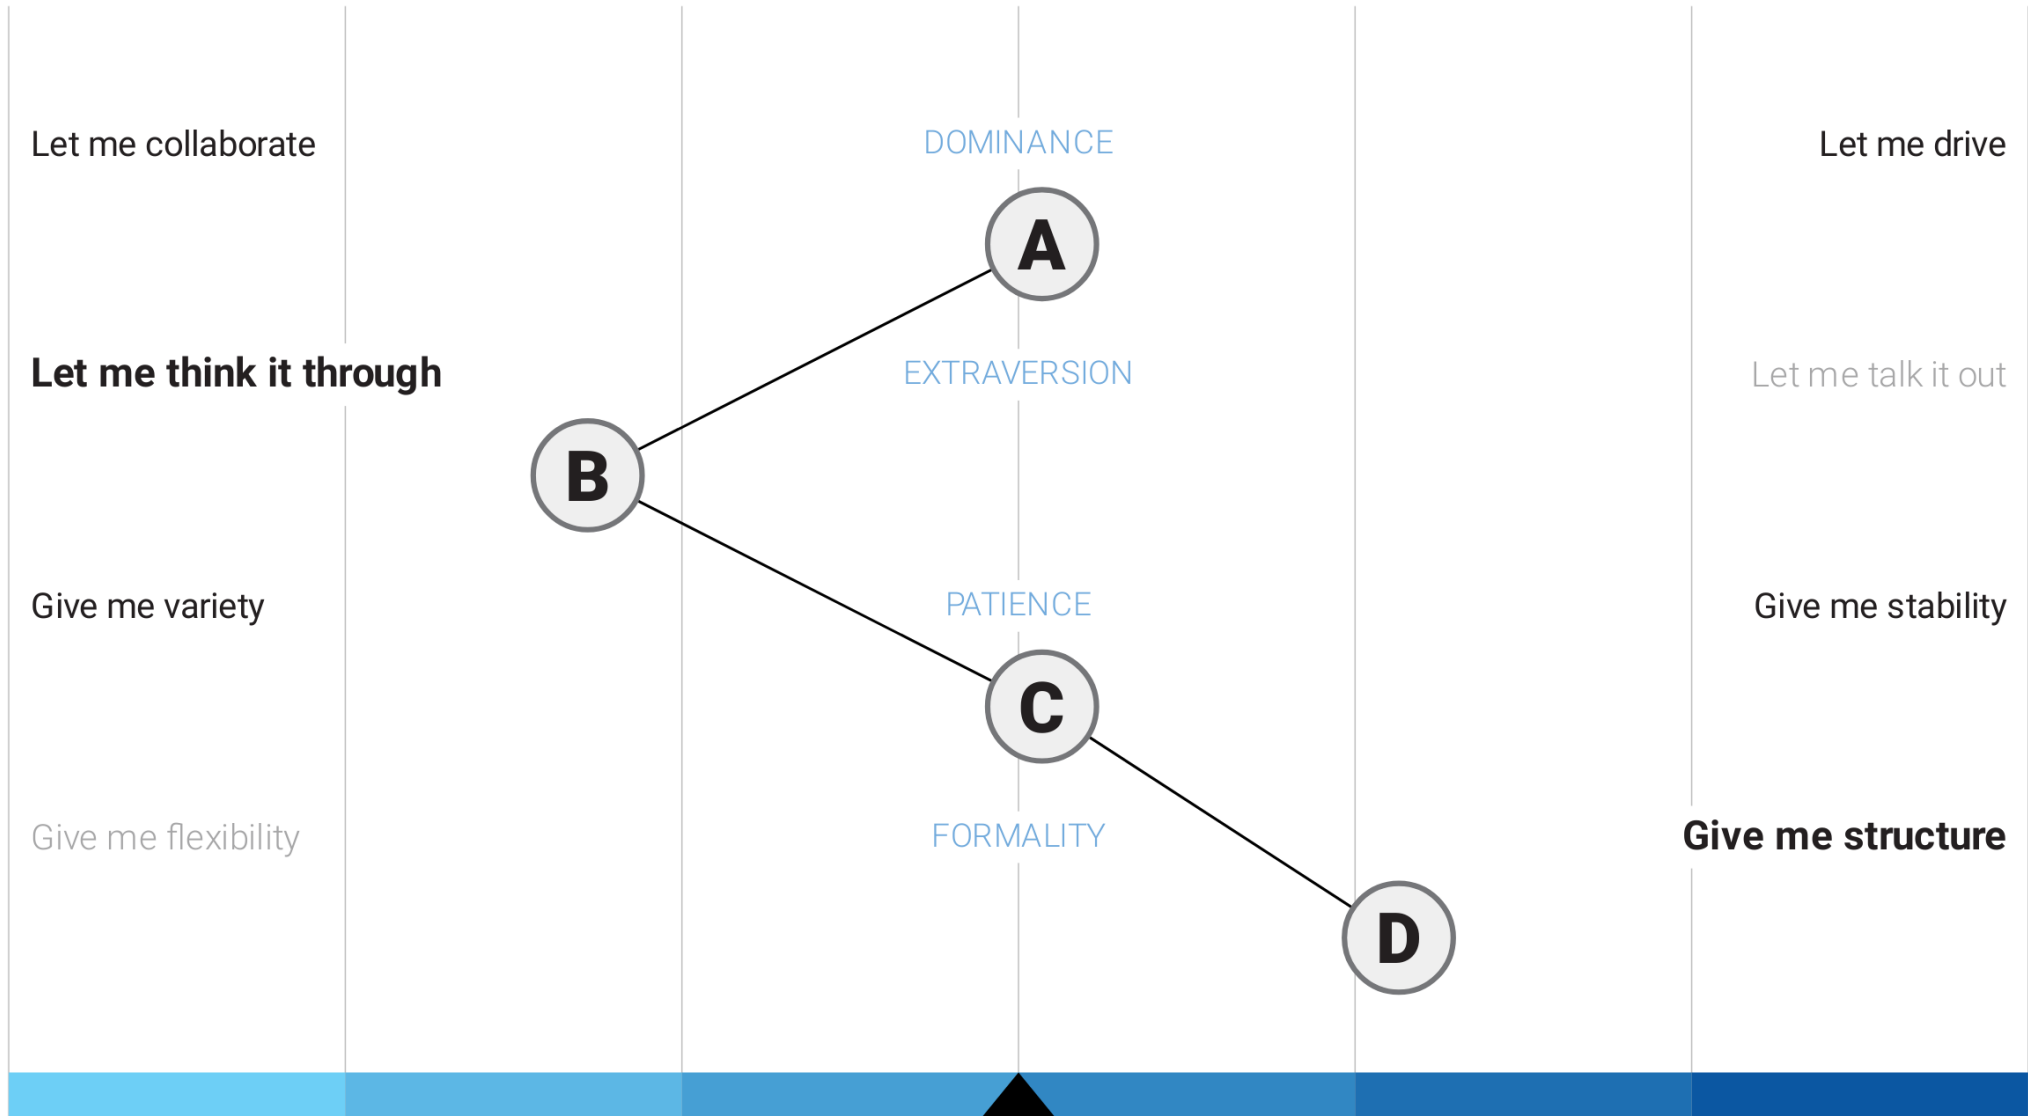 Let me collaborate
DOMINANCE
Let me drive
A
Let me think it through
EXTRAVERSION
Let me talk it out
B
Give me variety
PATIENCE
Give me stability
C
Give me flexibility
FORMALITY
Give me structure
D